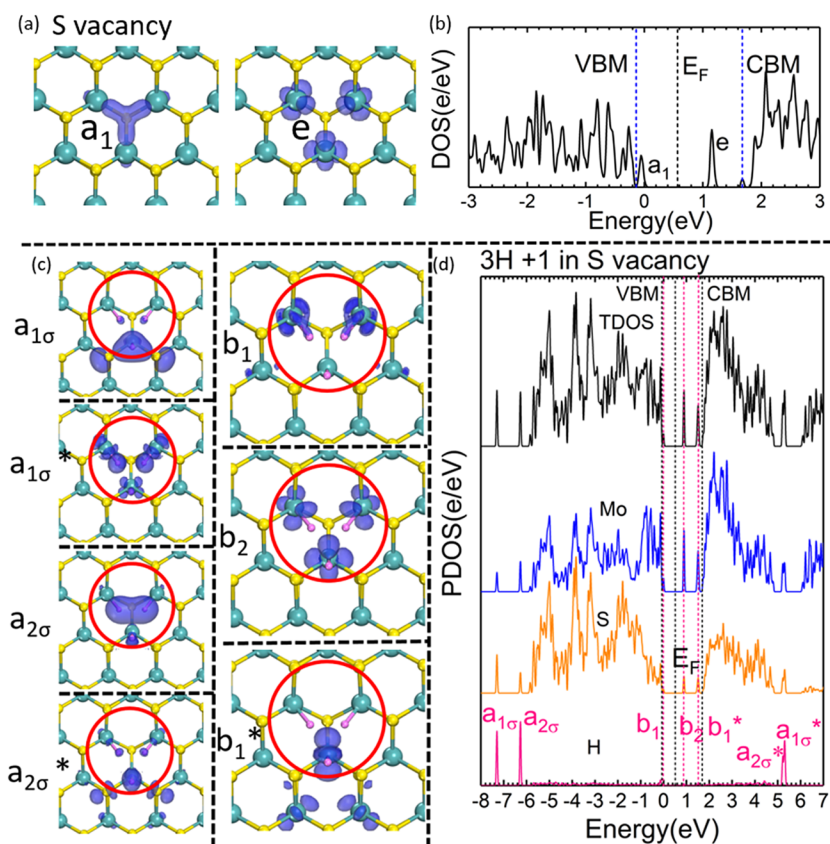 (a) S vacancy
a1
e
(b)
VBM
EF
CBM
a1
e
DOS(e/eV)
-3 -2 -1 0 1 2 3
Energy(eV)
(c)
a1σ
a1σ*
a2σ
a2σ*
b1
b2
b1*
(d) 3H +1 in S vacancy
VBM
CBM
TDOS
Mo
S
EF
a1σ a2σ
b1 b2 b1*
a2σ* a1σ*
H
PDOS(e/eV)
-8 -7 -6 -5 -4 -3 -2 -1 0 1 2 3 4 5 6 7
Energy(eV)